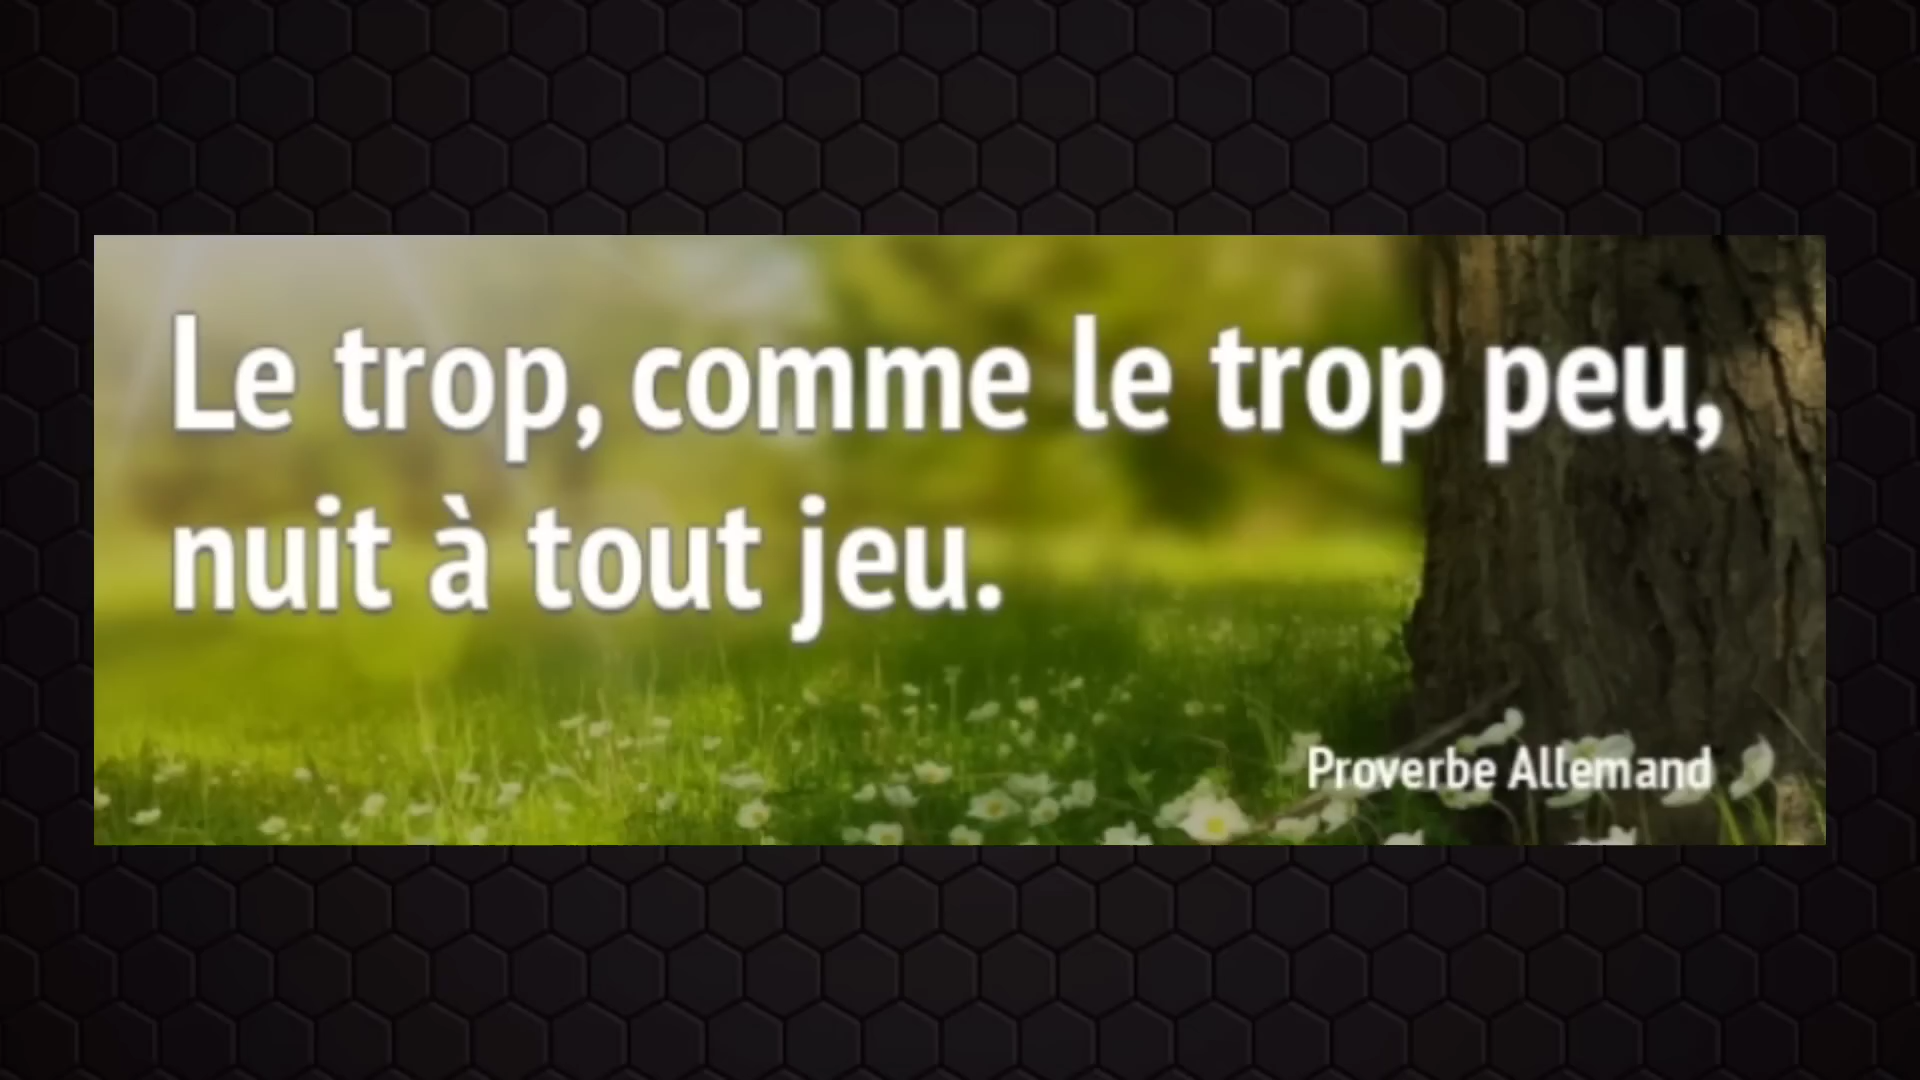 Le trop, comme le trop peu,
nuit à tout jeu.
Proverbe Allemand